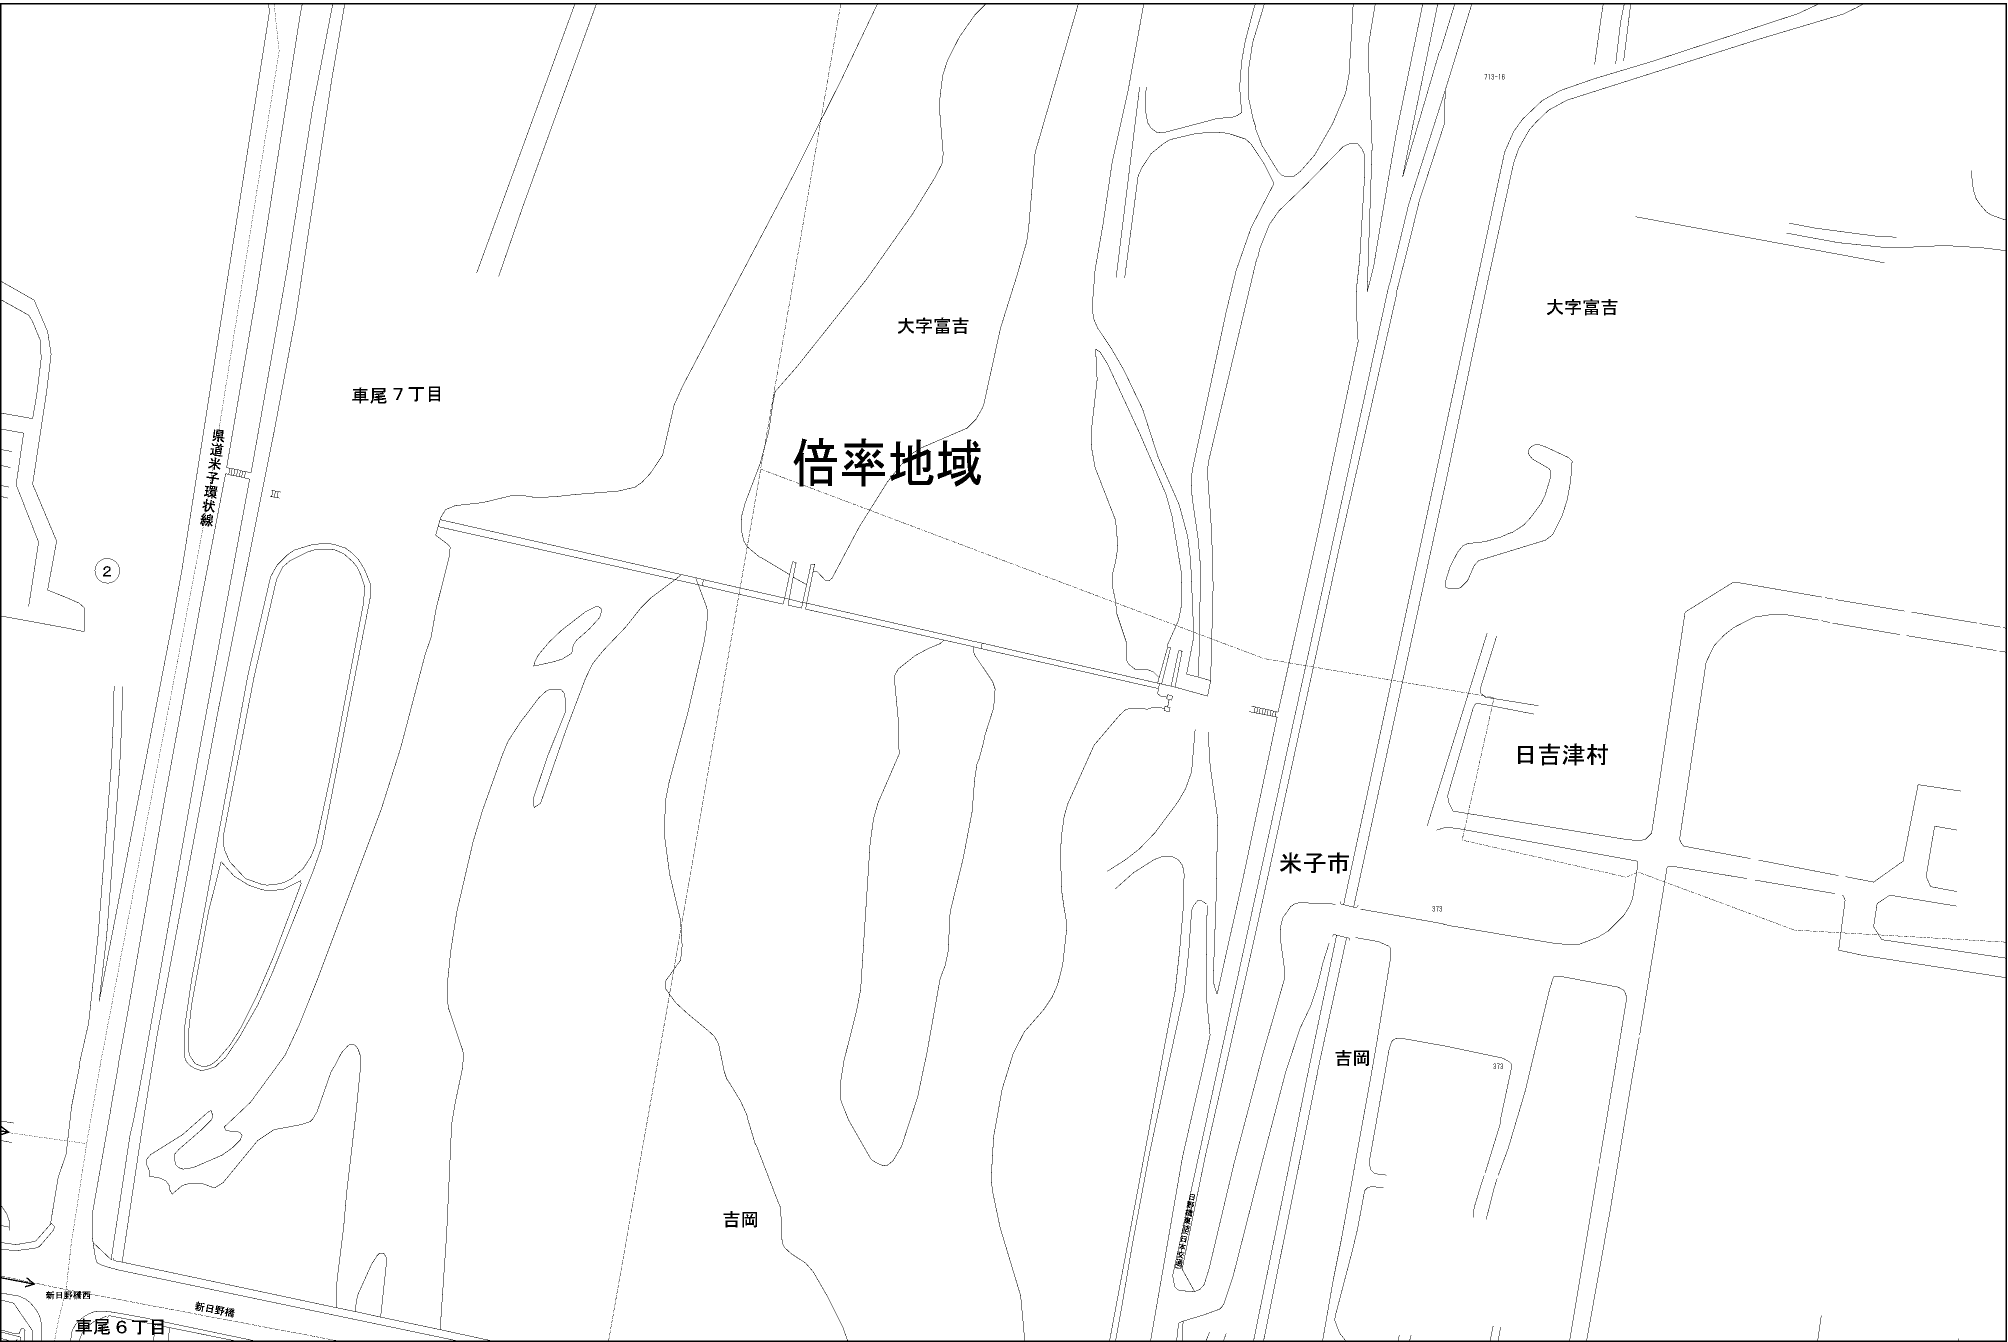 713-16
大字富吉
大字富吉
車尾７丁目
県道米子環状線
倍率地域
2
日吉津村
米子市
373
吉岡
373
吉岡
新日野橋西
新日野橋
車尾６丁目